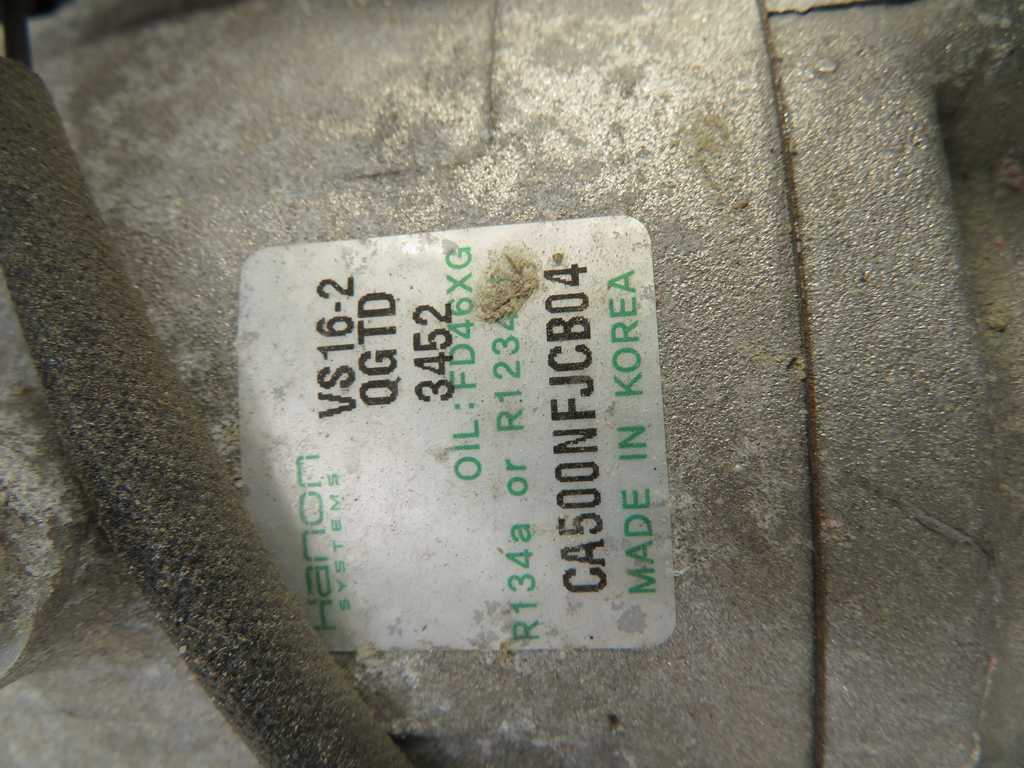 Hanon
SYSTEMS
VS16-2
QGTD
3452
OIL:FD46XG
R134a or R1234
CA500NFJCB04
MADE IN KOREA